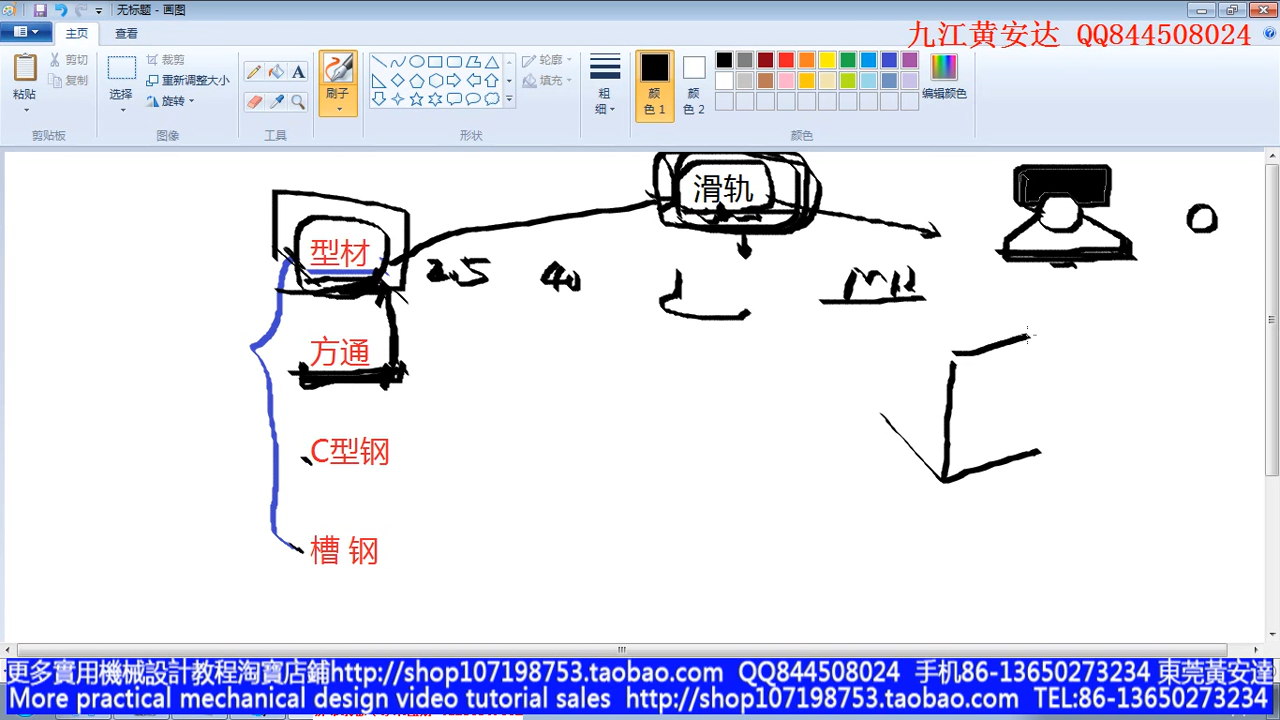 无标题 - 画图
主页 查看
九江黄安达 QQ844508024
粘贴 剪切 复制
选择 裁剪 重新调整大小 旋转
A
刷子
轮廓 填充
粗细
颜色 1
颜色 2
编辑颜色
剪贴板 图像 工具 形状 颜色
滑轨
型材
2.5 40
方通
C型钢
槽 钢
更多實用機械設計教程淘寶店鋪http://shop107198753.taobao.com QQ844508024 手机86-13650273234 東莞黃安達
More practical mechanical design video tutorial sales http://shop107198753.taobao.com TEL:86-13650273234